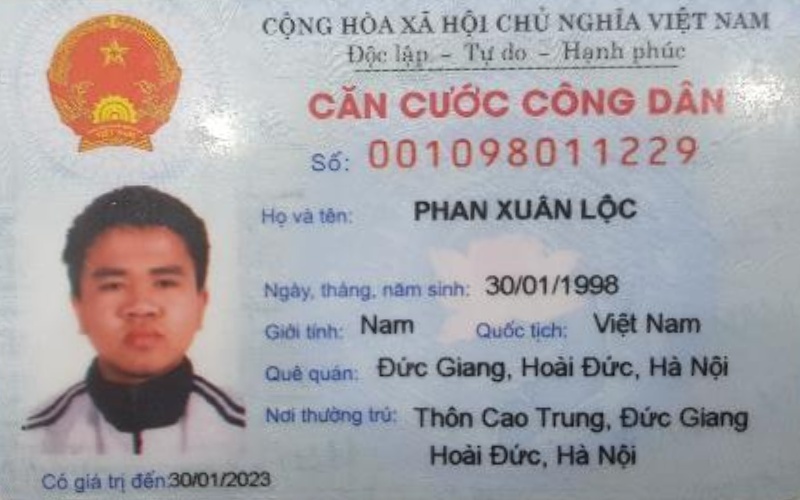 CỘNG HÒA XÃ HỘI CHỦ NGHĨA VIỆT NAM
Độc lập - Tự do - Hạnh phúc
CĂN CƯỚC CÔNG DÂN
Số: 001098011229
Họ và tên: PHAN XUÂN LỘC
Ngày, tháng, năm sinh: 30/01/1998
Giới tính: Nam Quốc tịch: Việt Nam
Quê quán: Đức Giang, Hoài Đức, Hà Nội
Nơi thường trú: Thôn Cao Trung, Đức Giang
Hoài Đức, Hà Nội
Có giá trị đến: 30/01/2023